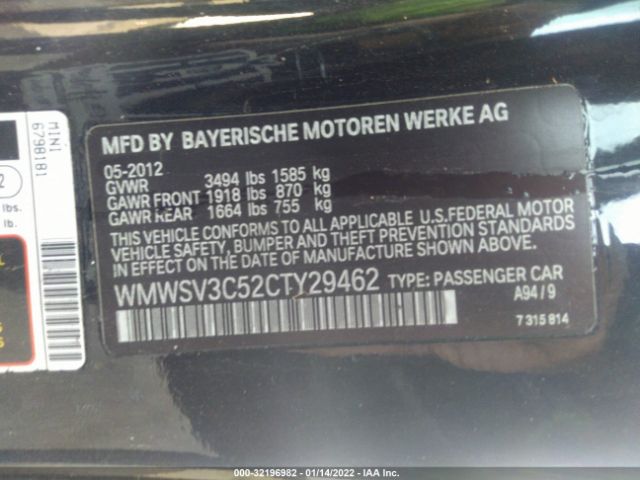 MINI
6798181
lbs.
lb.
MFD BY BAYERISCHE MOTOREN WERKE AG
05-2012
GVWR 3494 lbs 1585 kg
GAWR FRONT 1918 lbs 870 kg
GAWR REAR 1664 lbs 755 kg
THIS VEHICLE CONFORMS TO ALL APPLICABLE U.S.FEDERAL MOTOR
VEHICLE SAFETY, BUMPER AND THEFT PREVENTION STANDARDS
IN EFFECT ON THE DATE OF MANUFACTURE SHOWN ABOVE.
WMWSV3C52CTY29462 TYPE: PASSENGER CAR
A94 / 9
7 315 814
000-32196982 - 01/14/2022 - IAA Inc.